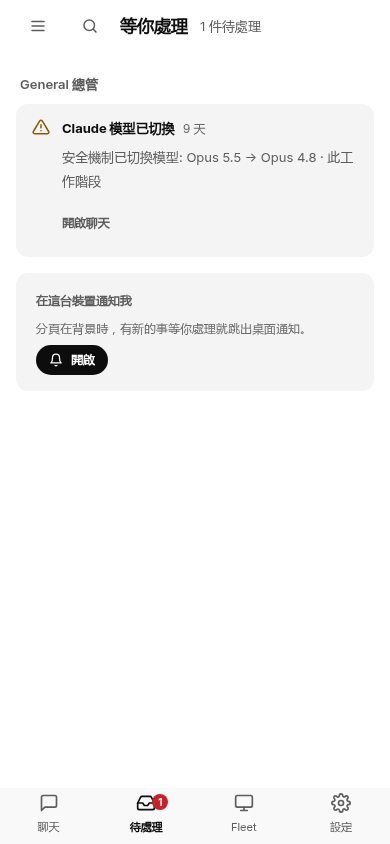 等你處理 1 件待處理
General 總管
Claude 模型已切換 9 天
安全機制已切換模型: Opus 5.5 → Opus 4.8 · 此工
作階段
開啟聊天
在這台裝置通知我
分頁在背景時，有新的事等你處理就跳出桌面通知。
開啟
1
聊天 待處理 Fleet 設定